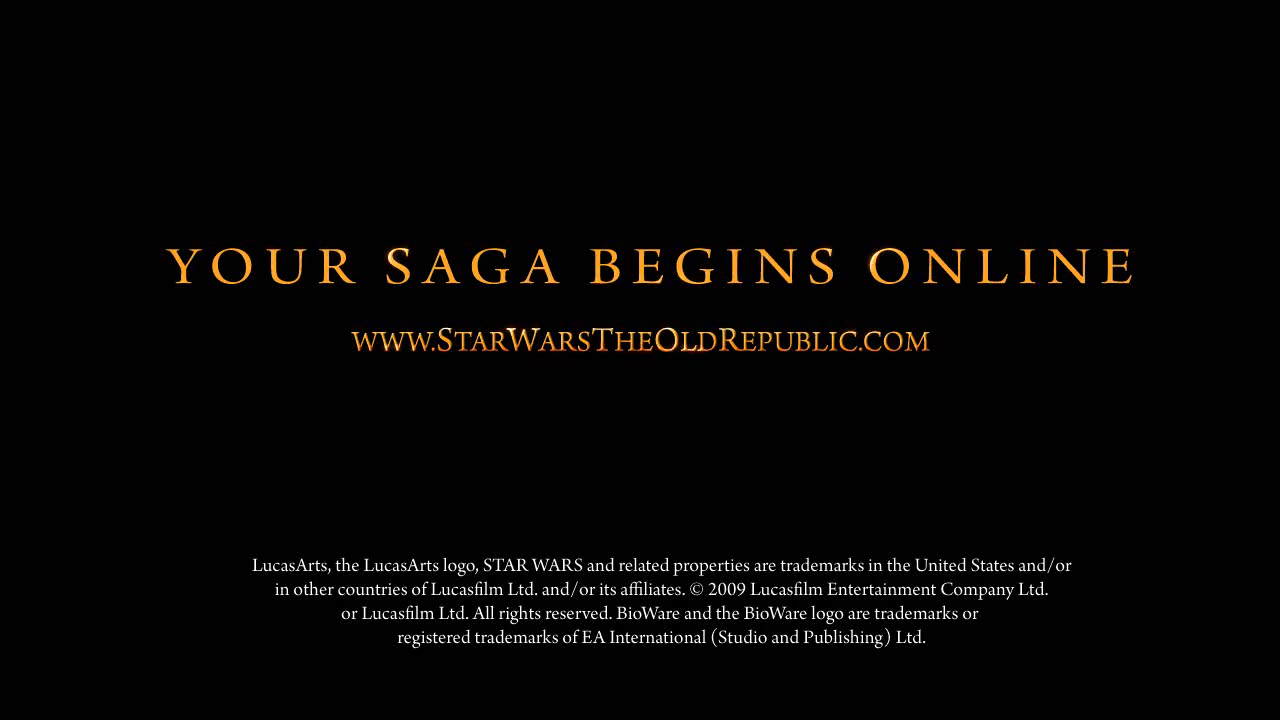 YOUR SAGA BEGINS ONLINE
WWW.STARWARSTHEOLDREPUBLIC.COM
LucasArts, the LucasArts logo, STAR WARS and related properties are trademarks in the United States and/or
in other countries of Lucasfilm Ltd. and/or its affiliates. © 2009 Lucasfilm Entertainment Company Ltd.
or Lucasfilm Ltd. All rights reserved. BioWare and the BioWare logo are trademarks or
registered trademarks of EA International (Studio and Publishing) Ltd.